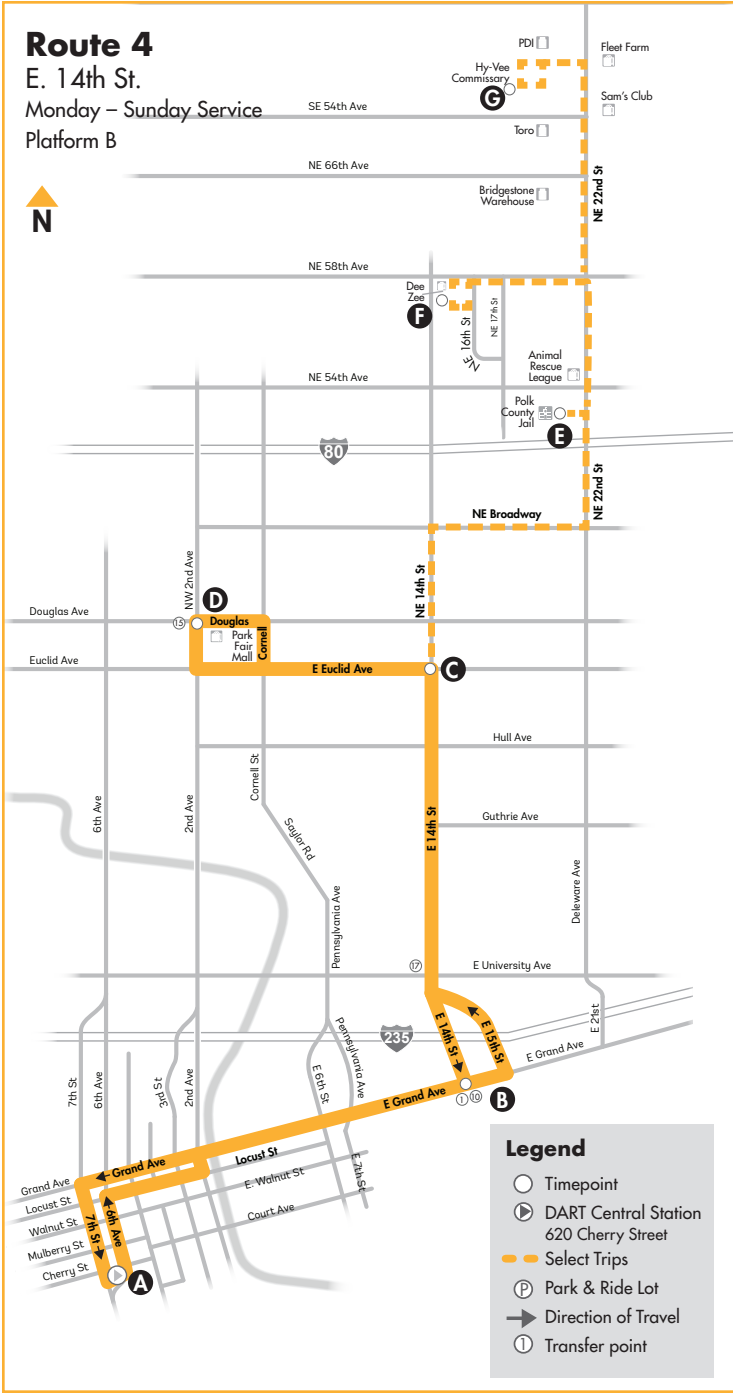 Route 4
E. 14th St.
Monday – Sunday Service
Platform B
N
PDI
Fleet Farm
Hy-Vee
Commissary
G
Sam's Club
SE 54th Ave
Toro
NE 66th Ave
Bridgestone
Warehouse
NE 22nd St
NE 58th Ave
Dee
Zee
F
NE 16th St
NE 17th St
Animal
Rescue
League
NE 54th Ave
Polk
County
Jail
E
80
NE 22nd St
NE Broadway
NW 2nd Ave
NE 14th St
D
Douglas Ave
15
Douglas
Park
Fair
Mall
Cornell
Euclid Ave
E Euclid Ave
C
Hull Ave
Cornell St
6th Ave
2nd Ave
Saylor Rd
E 14th St
Guthrie Ave
Pennsylvania Ave
Deleware Ave
17
E University Ave
E 14th St
E 15th St
E 21st
235
Pennsylvania Ave
E Grand Ave
7th St
6th Ave
3rd St
2nd Ave
E 6th St
E Grand Ave
1
10
B
E 7th St
Grand Ave
Grand Ave
Locust St
Locust St
E. Walnut St
Walnut St
7th St
6th Ave
Court Ave
Mulberry St
Cherry St
A
Legend
Timepoint
DART Central Station
620 Cherry Street
Select Trips
P Park & Ride Lot
Direction of Travel
1 Transfer point